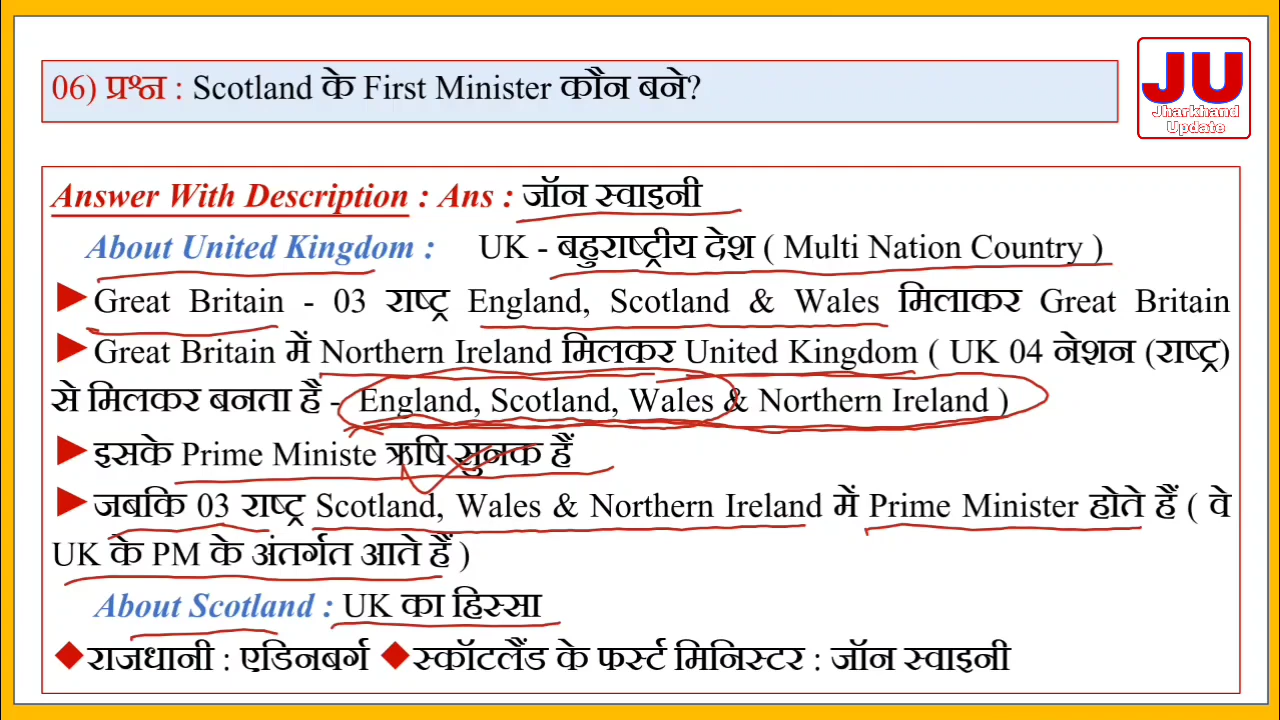 06) प्रश्न : Scotland के First Minister कौन बने?
JU
Jharkhand
Update
Answer With Description : Ans : जॉन स्वाइनी
About United Kingdom : UK - बहुराष्ट्रीय देश ( Multi Nation Country )
▶Great Britain - 03 राष्ट्र England, Scotland & Wales मिलाकर Great Britain
▶Great Britain में Northern Ireland मिलकर United Kingdom ( UK 04 नेशन (राष्ट्र)
से मिलकर बनता है - England, Scotland, Wales & Northern Ireland )
▶इसके Prime Ministe ऋषि सुनक हैं
▶जबकि 03 राष्ट्र Scotland, Wales & Northern Ireland में Prime Minister होते हैं ( वे
UK के PM के अंतर्गत आते हैं )
About Scotland : UK का हिस्सा
◆राजधानी : एडिनबर्ग ◆स्कॉटलैंड के फर्स्ट मिनिस्टर : जॉन स्वाइनी